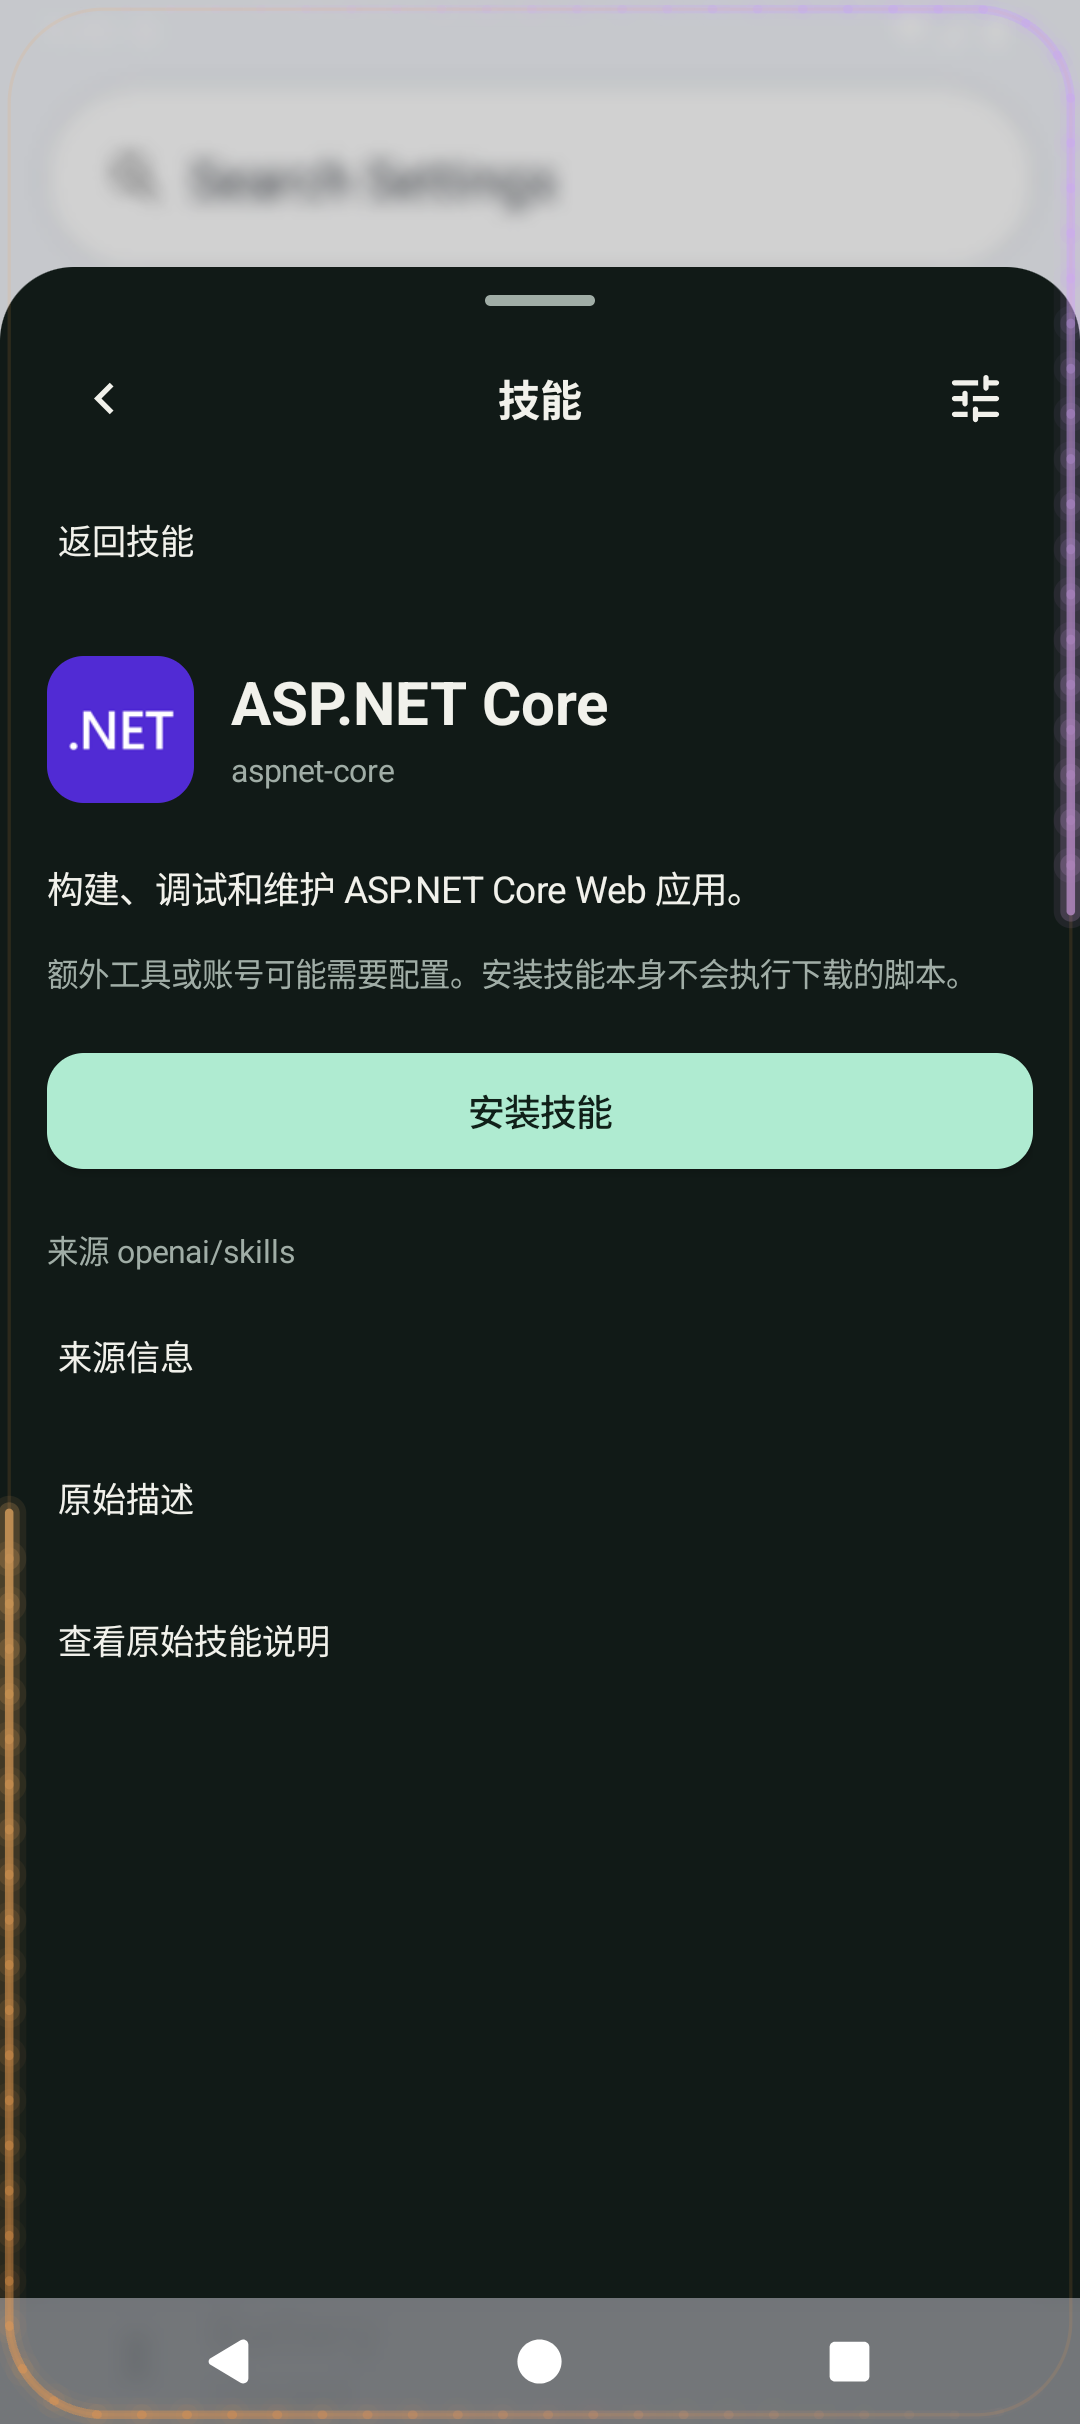 Search Settings
技能
返回技能
.NET
ASP.NET Core
aspnet-core
构建、调试和维护 ASP.NET Core Web 应用。
额外工具或账号可能需要配置。安装技能本身不会执行下载的脚本。
安装技能
来源 openai/skills
来源信息
原始描述
查看原始技能说明